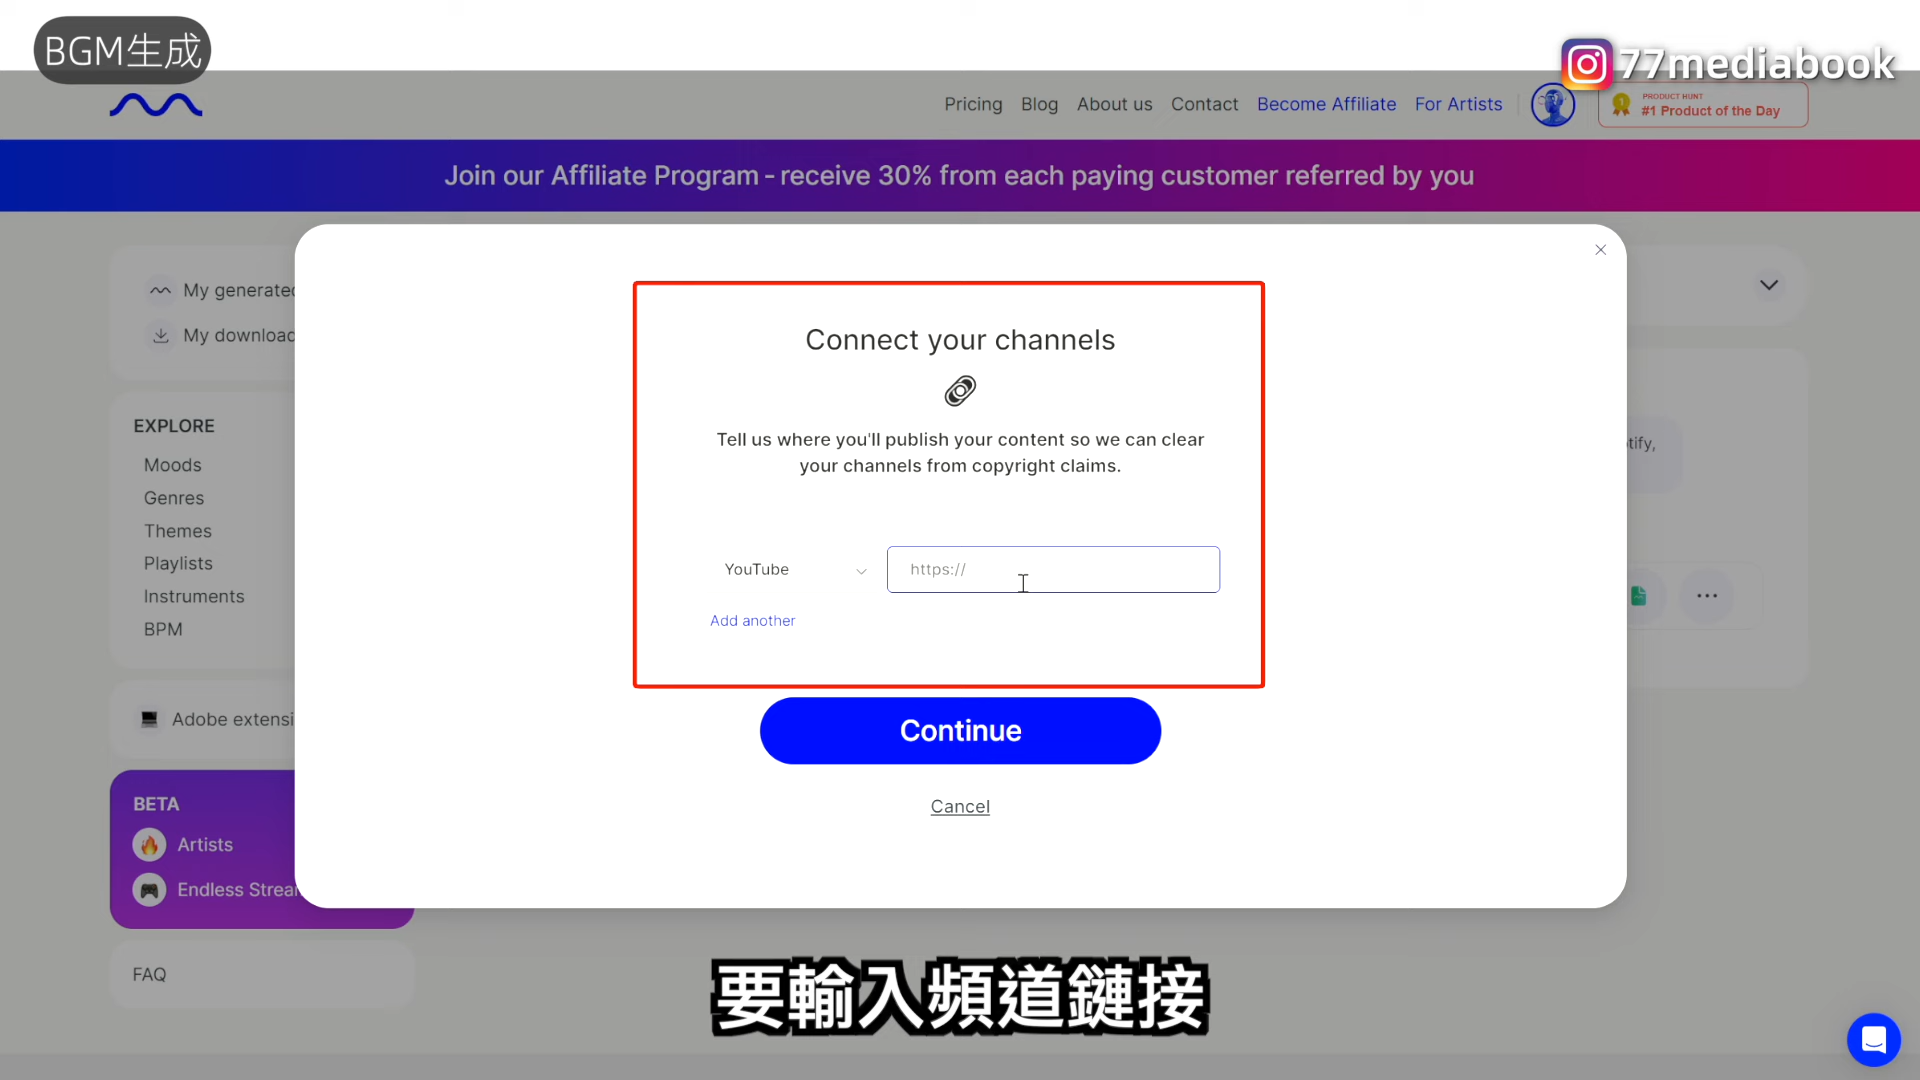 BGM生成
77mediabook
Pricing Blog About us Contact Become Affiliate For Artists
PRODUCT HUNT
#1 Product of the Day
Join our Affiliate Program - receive 30% from each paying customer referred by you
My generated
My download
EXPLORE
Moods
Genres
Themes
Playlists
Instruments
BPM
Adobe extensi
BETA
Artists
Endless Strea
FAQ
Connect your channels
Tell us where you'll publish your content so we can clear
your channels from copyright claims.
YouTube
https://
Add another
Continue
Cancel
tify,
要輸入頻道鏈接